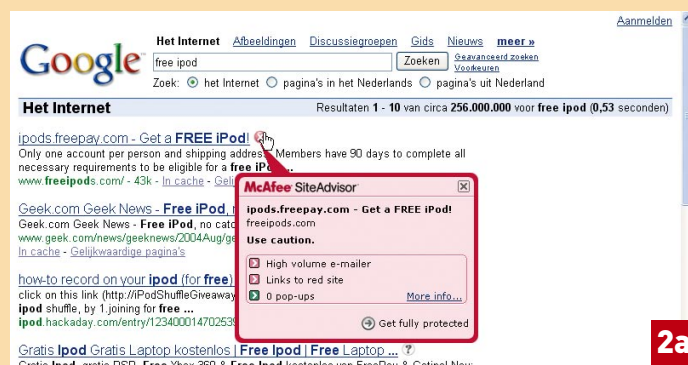 Aanmelden
Google
Het Internet Afbeeldingen Discussiegroepen Gids Nieuws meer »
free ipod Zoeken Geavanceerd zoeken
Voorkeuren
Zoek: het Internet pagina's in het Nederlands pagina's uit Nederland
Het Internet Resultaten 1 - 10 van circa 256.000.000 voor free ipod (0,53 seconden)
ipods.freepay.com - Get a FREE iPod!
Only one account per person and shipping address. Members have 90 days to complete all
necessary requirements to be eligible for a free
www.freeipods.com/ - 43k - In cache -
Geek.com Geek News - Free iPod,
Geek.com Geek News - Free iPod, no
www.geek.com/news/geeknews/2004Aug/
In cache - Gelijkwaardige pagina's
how-to record on your ipod (for free)
click on this link (http://iPodShuffleGiveaway
ipod shuffle, by 1.joining for free ...
ipod.hackaday.com/entry/
Gratis Ipod Gratis Laptop kostenlos | Free Ipod | Free Laptop ... ?
McAfee SiteAdvisor
ipods.freepay.com - Get a FREE iPod!
freeipods.com
Use caution.
High volume e-mailer
Links to red site
0 pop-ups More info...
Get fully protected
2a